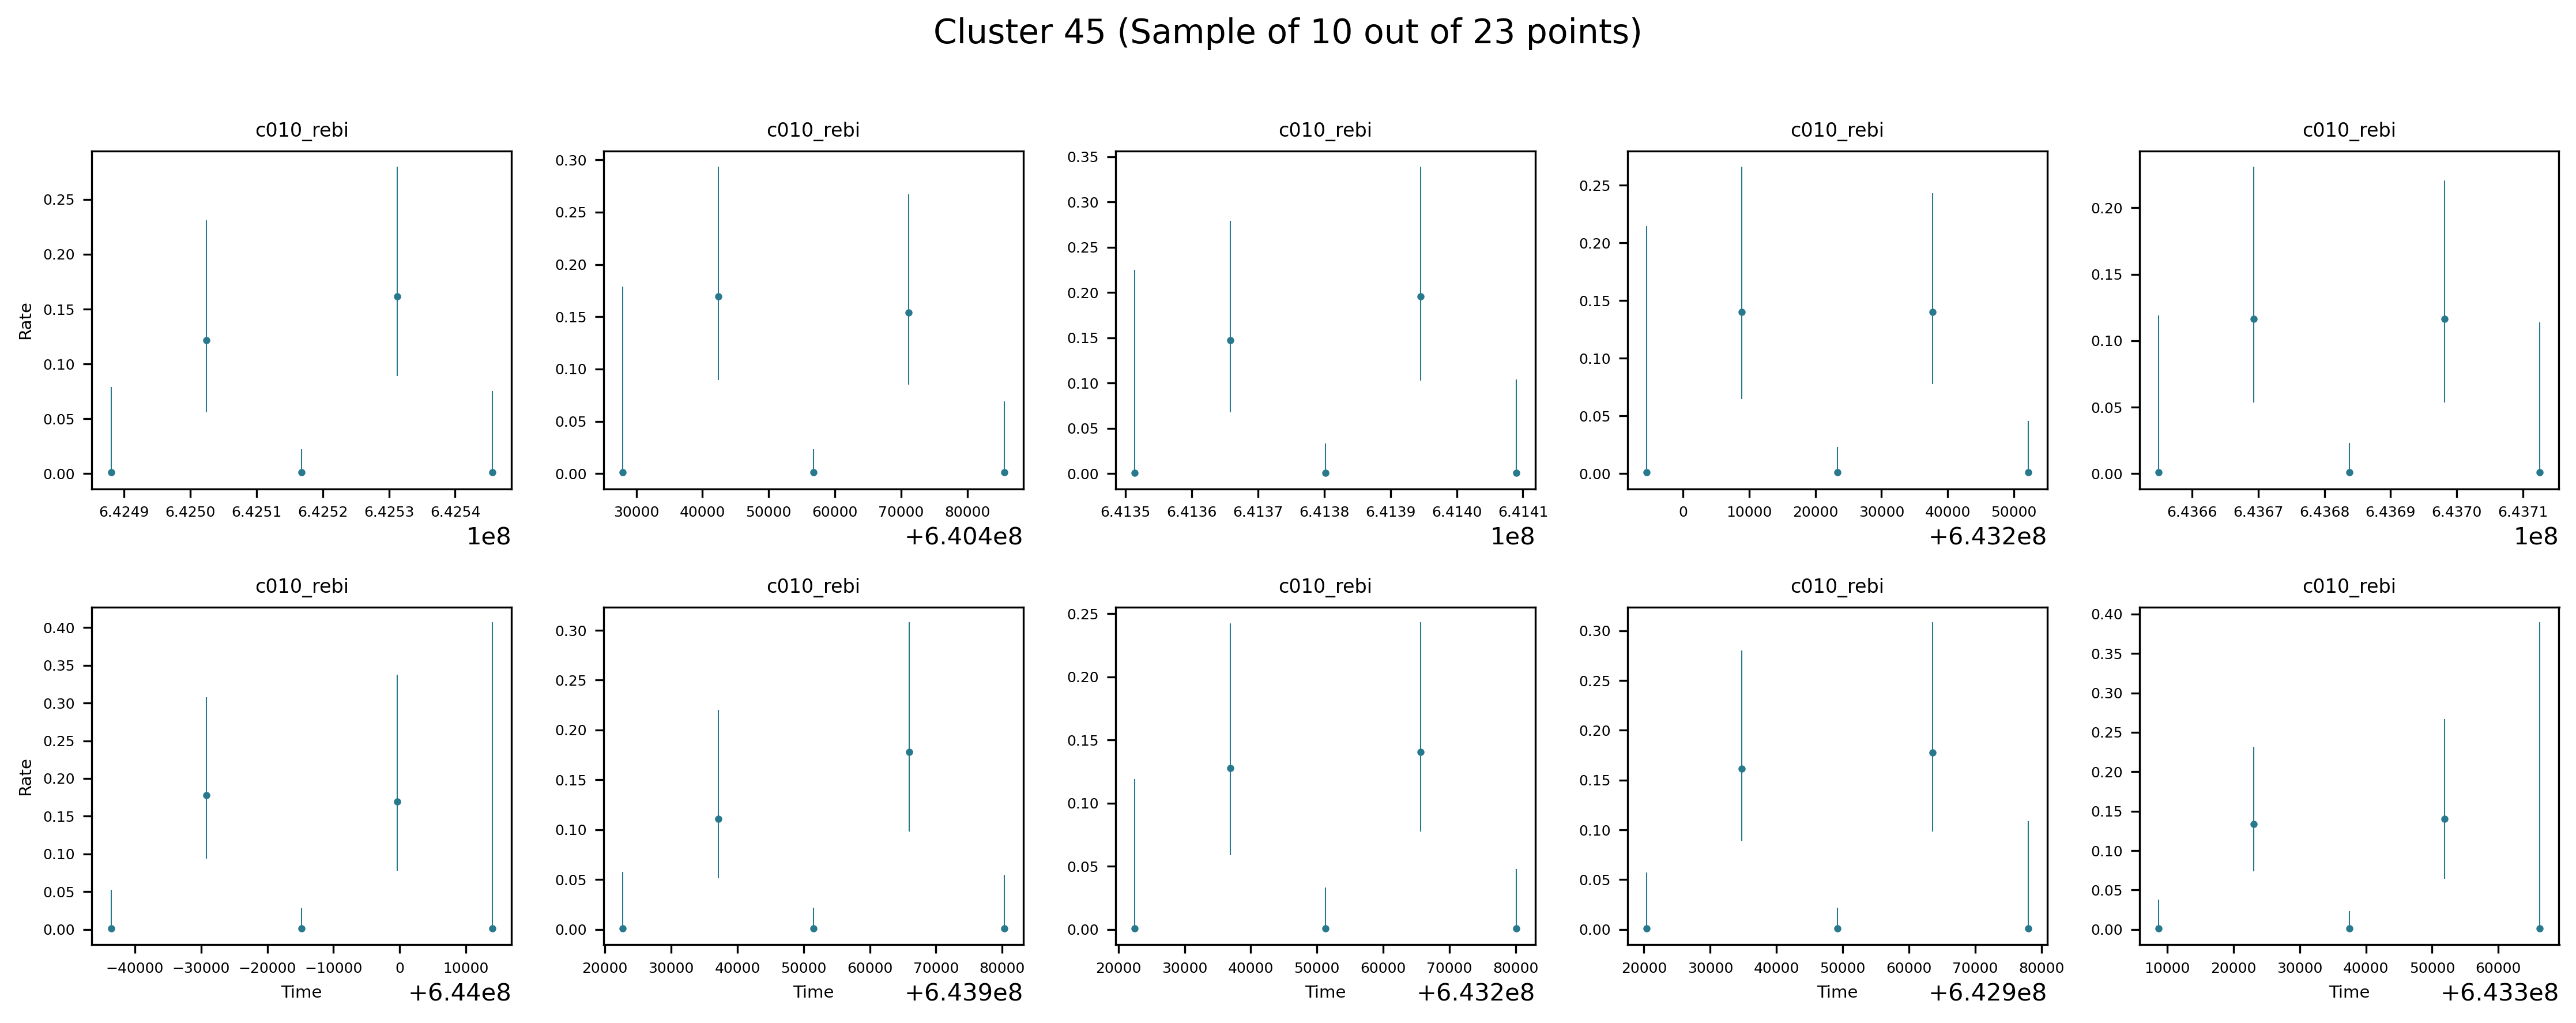 Cluster 45 (Sample of 10 out of 23 points)
c010_rebi c010_rebi c010_rebi c010_rebi c010_rebi
Rate
0.25
0.20
0.15
0.10
0.05
0.00
6.4249 6.4250 6.4251 6.4252 6.4253 6.4254
1e8
0.30
0.25
0.20
0.15
0.10
0.05
0.00
30000 40000 50000 60000 70000 80000
+6.404e8
0.35
0.30
0.25
0.20
0.15
0.10
0.05
0.00
6.4135 6.4136 6.4137 6.4138 6.4139 6.4140 6.4141
1e8
0.25
0.20
0.15
0.10
0.05
0.00
0 10000 20000 30000 40000 50000
+6.432e8
0.20
0.15
0.10
0.05
0.00
6.4366 6.4367 6.4368 6.4369 6.4370 6.4371
1e8
c010_rebi c010_rebi c010_rebi c010_rebi c010_rebi
Rate
0.40
0.35
0.30
0.25
0.20
0.15
0.10
0.05
0.00
−40000 −30000 −20000 −10000 0 10000
Time +6.44e8
0.30
0.25
0.20
0.15
0.10
0.05
0.00
20000 30000 40000 50000 60000 70000 80000
Time +6.439e8
0.25
0.20
0.15
0.10
0.05
0.00
20000 30000 40000 50000 60000 70000 80000
Time +6.432e8
0.30
0.25
0.20
0.15
0.10
0.05
0.00
20000 30000 40000 50000 60000 70000 80000
Time +6.429e8
0.40
0.35
0.30
0.25
0.20
0.15
0.10
0.05
0.00
10000 20000 30000 40000 50000 60000
Time +6.433e8